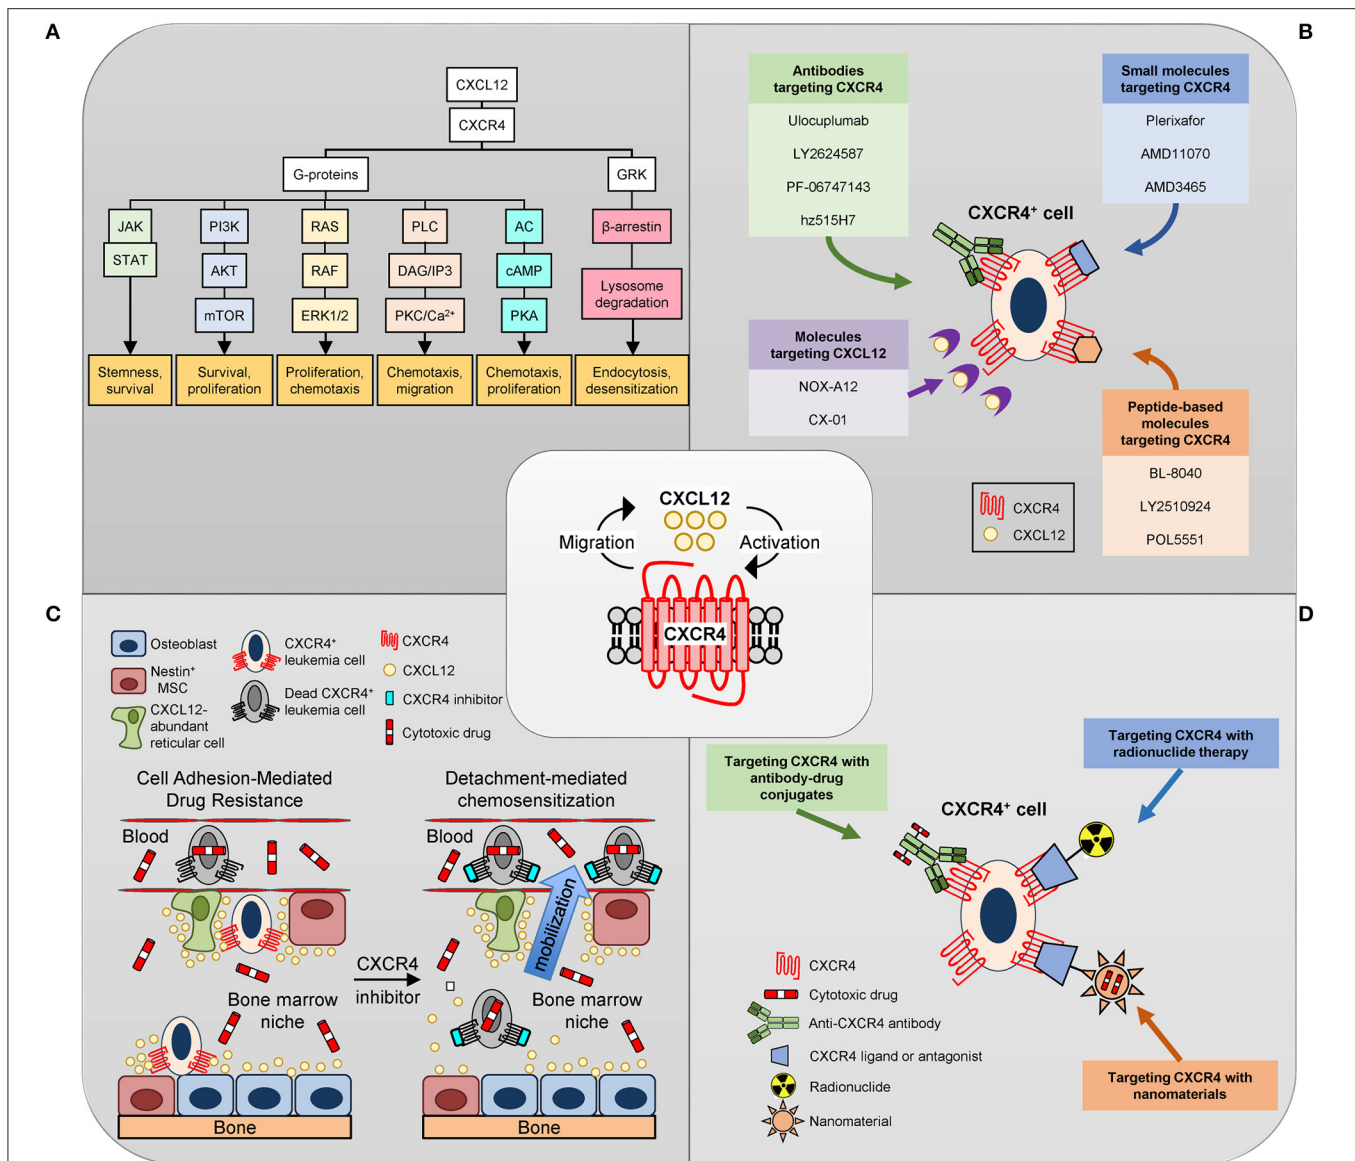 A
CXCL12
CXCR4
G-proteins
GRK
JAK
STAT
PI3K
AKT
mTOR
RAS
RAF
ERK1/2
PLC
DAG/IP3
PKC/Ca²⁺
AC
cAMP
PKA
β-arrestin
Lysosome
degradation
Stemness,
survival
Survival,
proliferation
Proliferation,
chemotaxis
Chemotaxis,
migration
Chemotaxis,
proliferation
Endocytosis,
desensitization
B
Antibodies
targeting CXCR4
Ulocuplumab
LY2624587
PF-06747143
hz515H7
Small molecules
targeting CXCR4
Plerixafor
AMD11070
AMD3465
CXCR4⁺ cell
Molecules
targeting CXCL12
NOX-A12
CX-01
Peptide-based
molecules
targeting CXCR4
BL-8040
LY2510924
POL5551
CXCR4
CXCL12
CXCL12
Migration
Activation
CXCR4
C
Osteoblast
Nestin⁺
MSC
CXCL12-
abundant
reticular cell
CXCR4⁺
leukemia cell
Dead CXCR4⁺
leukemia cell
CXCR4
CXCL12
CXCR4 inhibitor
Cytotoxic drug
Cell Adhesion-Mediated
Drug Resistance
Blood
Bone marrow
niche
Bone
CXCR4
inhibitor
Detachment-mediated
chemosensitization
Blood
mobilization
Bone marrow
niche
Bone
D
Targeting CXCR4 with
antibody-drug
conjugates
Targeting CXCR4 with
radionuclide therapy
CXCR4⁺ cell
CXCR4
Cytotoxic drug
Anti-CXCR4 antibody
CXCR4 ligand or antagonist
Radionuclide
Nanomaterial
Targeting CXCR4 with
nanomaterials